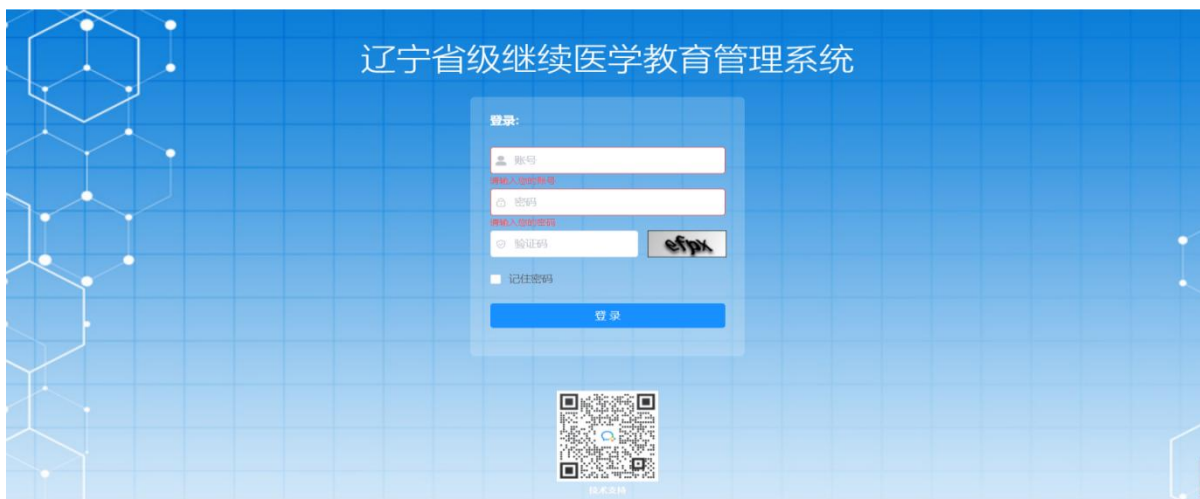 辽宁省级继续医学教育管理系统
登录:
账号
请输入您的账号
密码
请输入您的密码
验证码
efpx
记住密码
登 录
技术支持